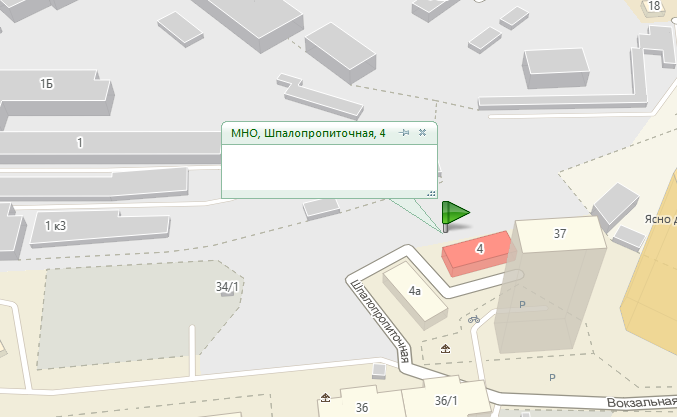 18
1Б
МНО, Шпалопропиточная, 4
1
1 к3
Ясно д
37
4
34/1
4а
Шпалопропиточная
P
P
36
36/1
Вокзальная